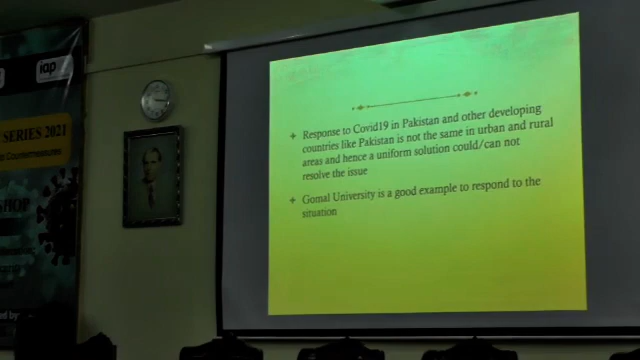 iap
SERIES 2021
Countermeasures
Response to Covid19 in Pakistan and other developing
countries like Pakistan is not the same in urban and rural
areas and hence a uniform solution could/can not
resolve the issue
Gomal University is a good example to respond to the
situation